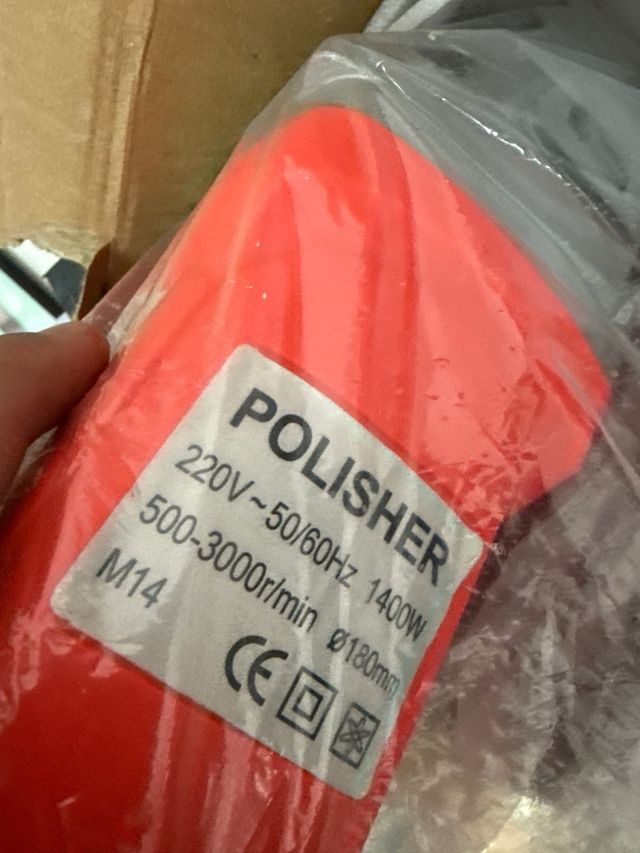 POLISHER
220V~50/60Hz 1400W
500-3000r/min ø180mm
M14
CE